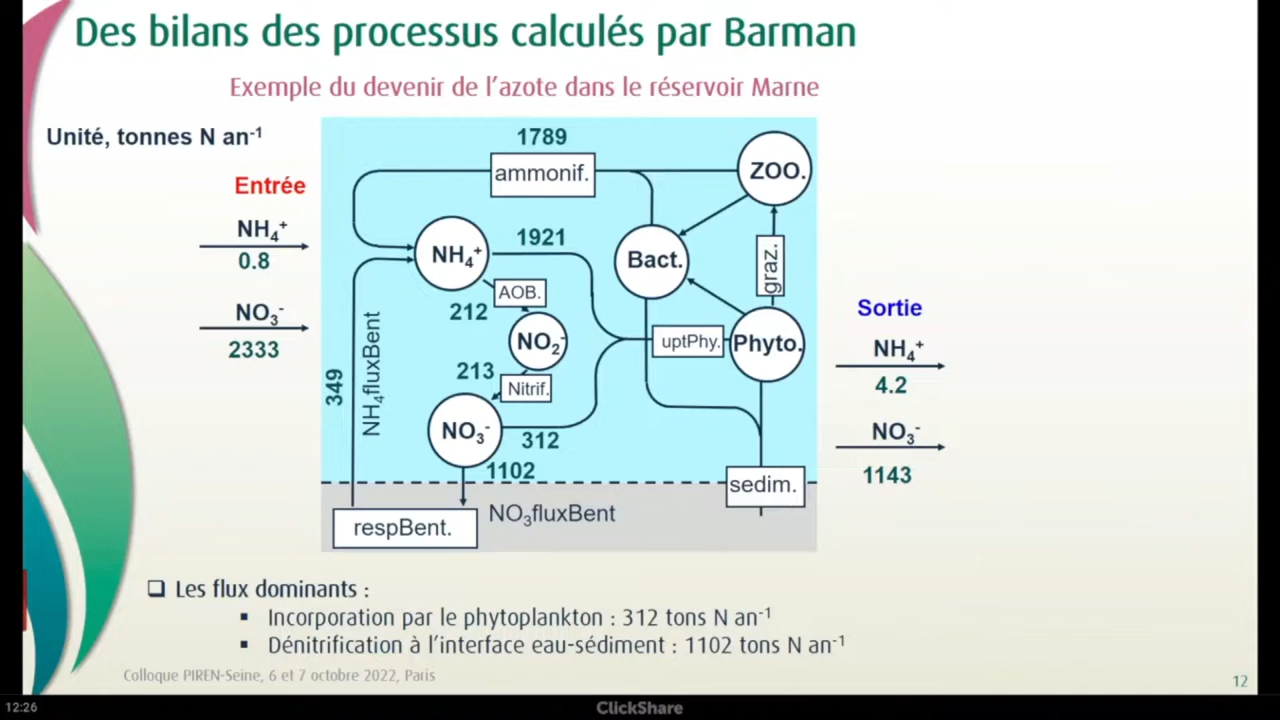 Des bilans des processus calculés par Barman
Exemple du devenir de l'azote dans le réservoir Marne
Unité, tonnes N an-1
Entrée
NH4+
0.8
NO3-
2333
1789
ammonif.
ZOO.
NH4+
1921
Bact.
graz.
AOB.
212
NO2-
uptPhy.
Phyto.
213
Nitrif.
349
NH4fluxBent
NO3-
312
1102
sedim.
respBent.
NO3fluxBent
Sortie
NH4+
4.2
NO3-
1143
❑ Les flux dominants :
▪ Incorporation par le phytoplankton : 312 tons N an-1
▪ Dénitrification à l'interface eau-sédiment : 1102 tons N an-1
Colloque PIREN-Seine, 6 et 7 octobre 2022, Paris
12
12:26
ClickShare